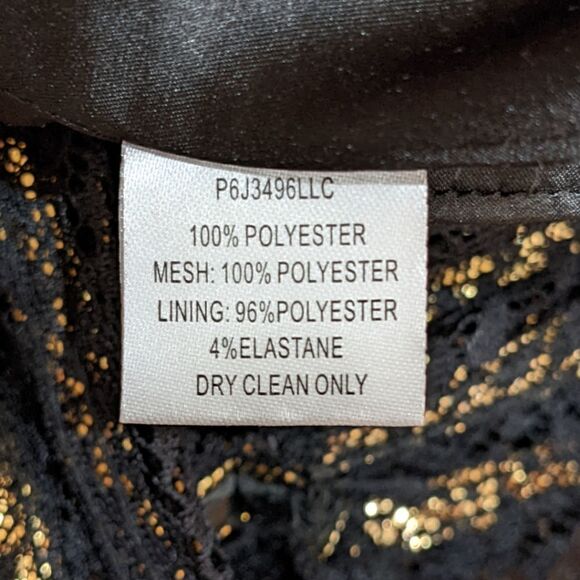 P6J3496LLC
100% POLYESTER
MESH: 100% POLYESTER
LINING: 96%POLYESTER
4%ELASTANE
DRY CLEAN ONLY